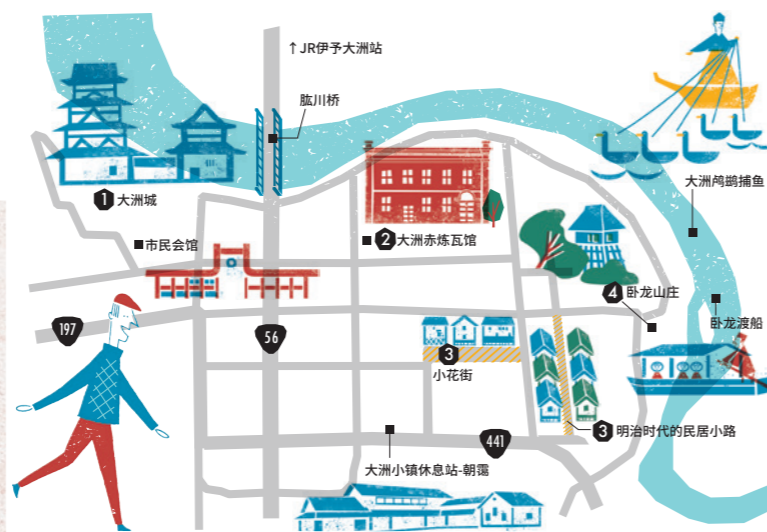 ↑JR伊予大洲站
肱川桥
大洲鸬鹚捕鱼
1 大洲城
市民会馆
2 大洲赤炼瓦馆
4 卧龙山庄
卧龙渡船
197
56
3
小花街
3 明治时代的民居小路
441
大洲小镇休息站-朝霭